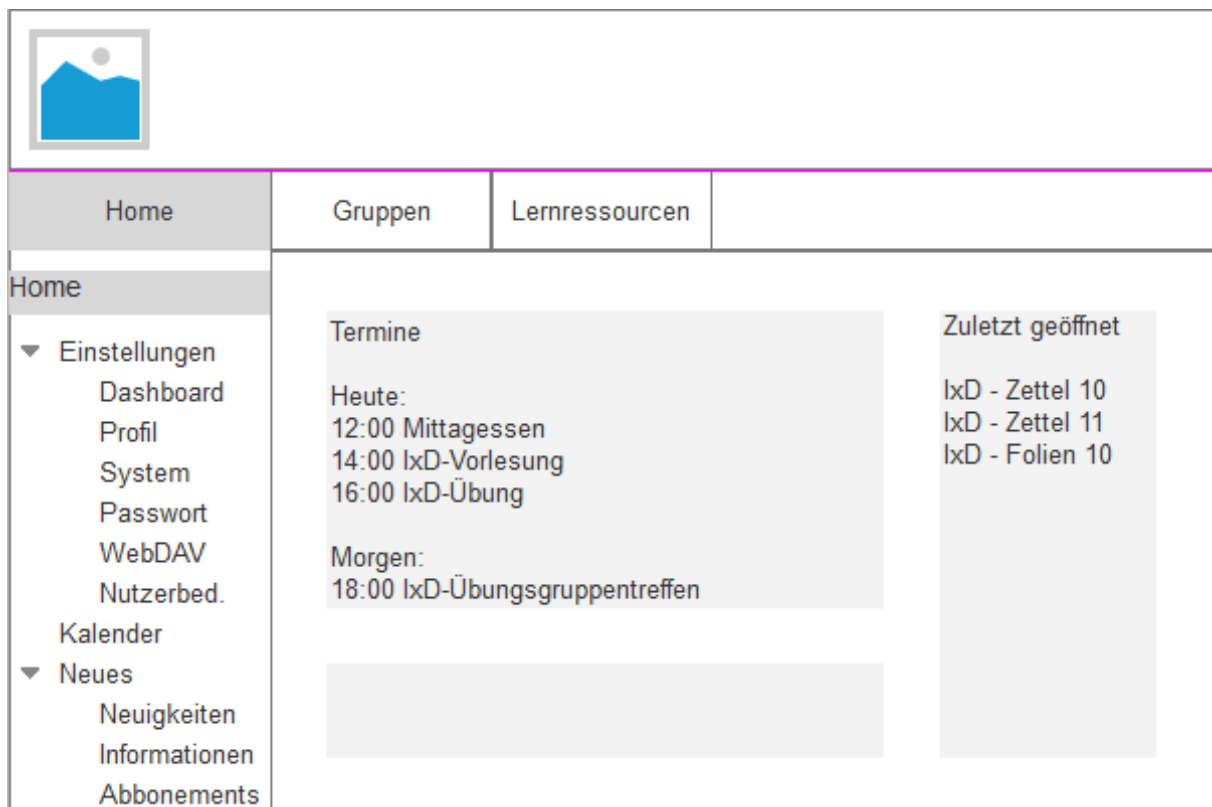 Home
Gruppen
Lernressourcen
Home
Einstellungen
Dashboard
Profil
System
Passwort
WebDAV
Nutzerbed.
Kalender
Neues
Neuigkeiten
Informationen
Abbonements
Termine
Heute:
12:00 Mittagessen
14:00 IxD-Vorlesung
16:00 IxD-Übung
Morgen:
18:00 IxD-Übungsgruppentreffen
Zuletzt geöffnet
IxD - Zettel 10
IxD - Zettel 11
IxD - Folien 10